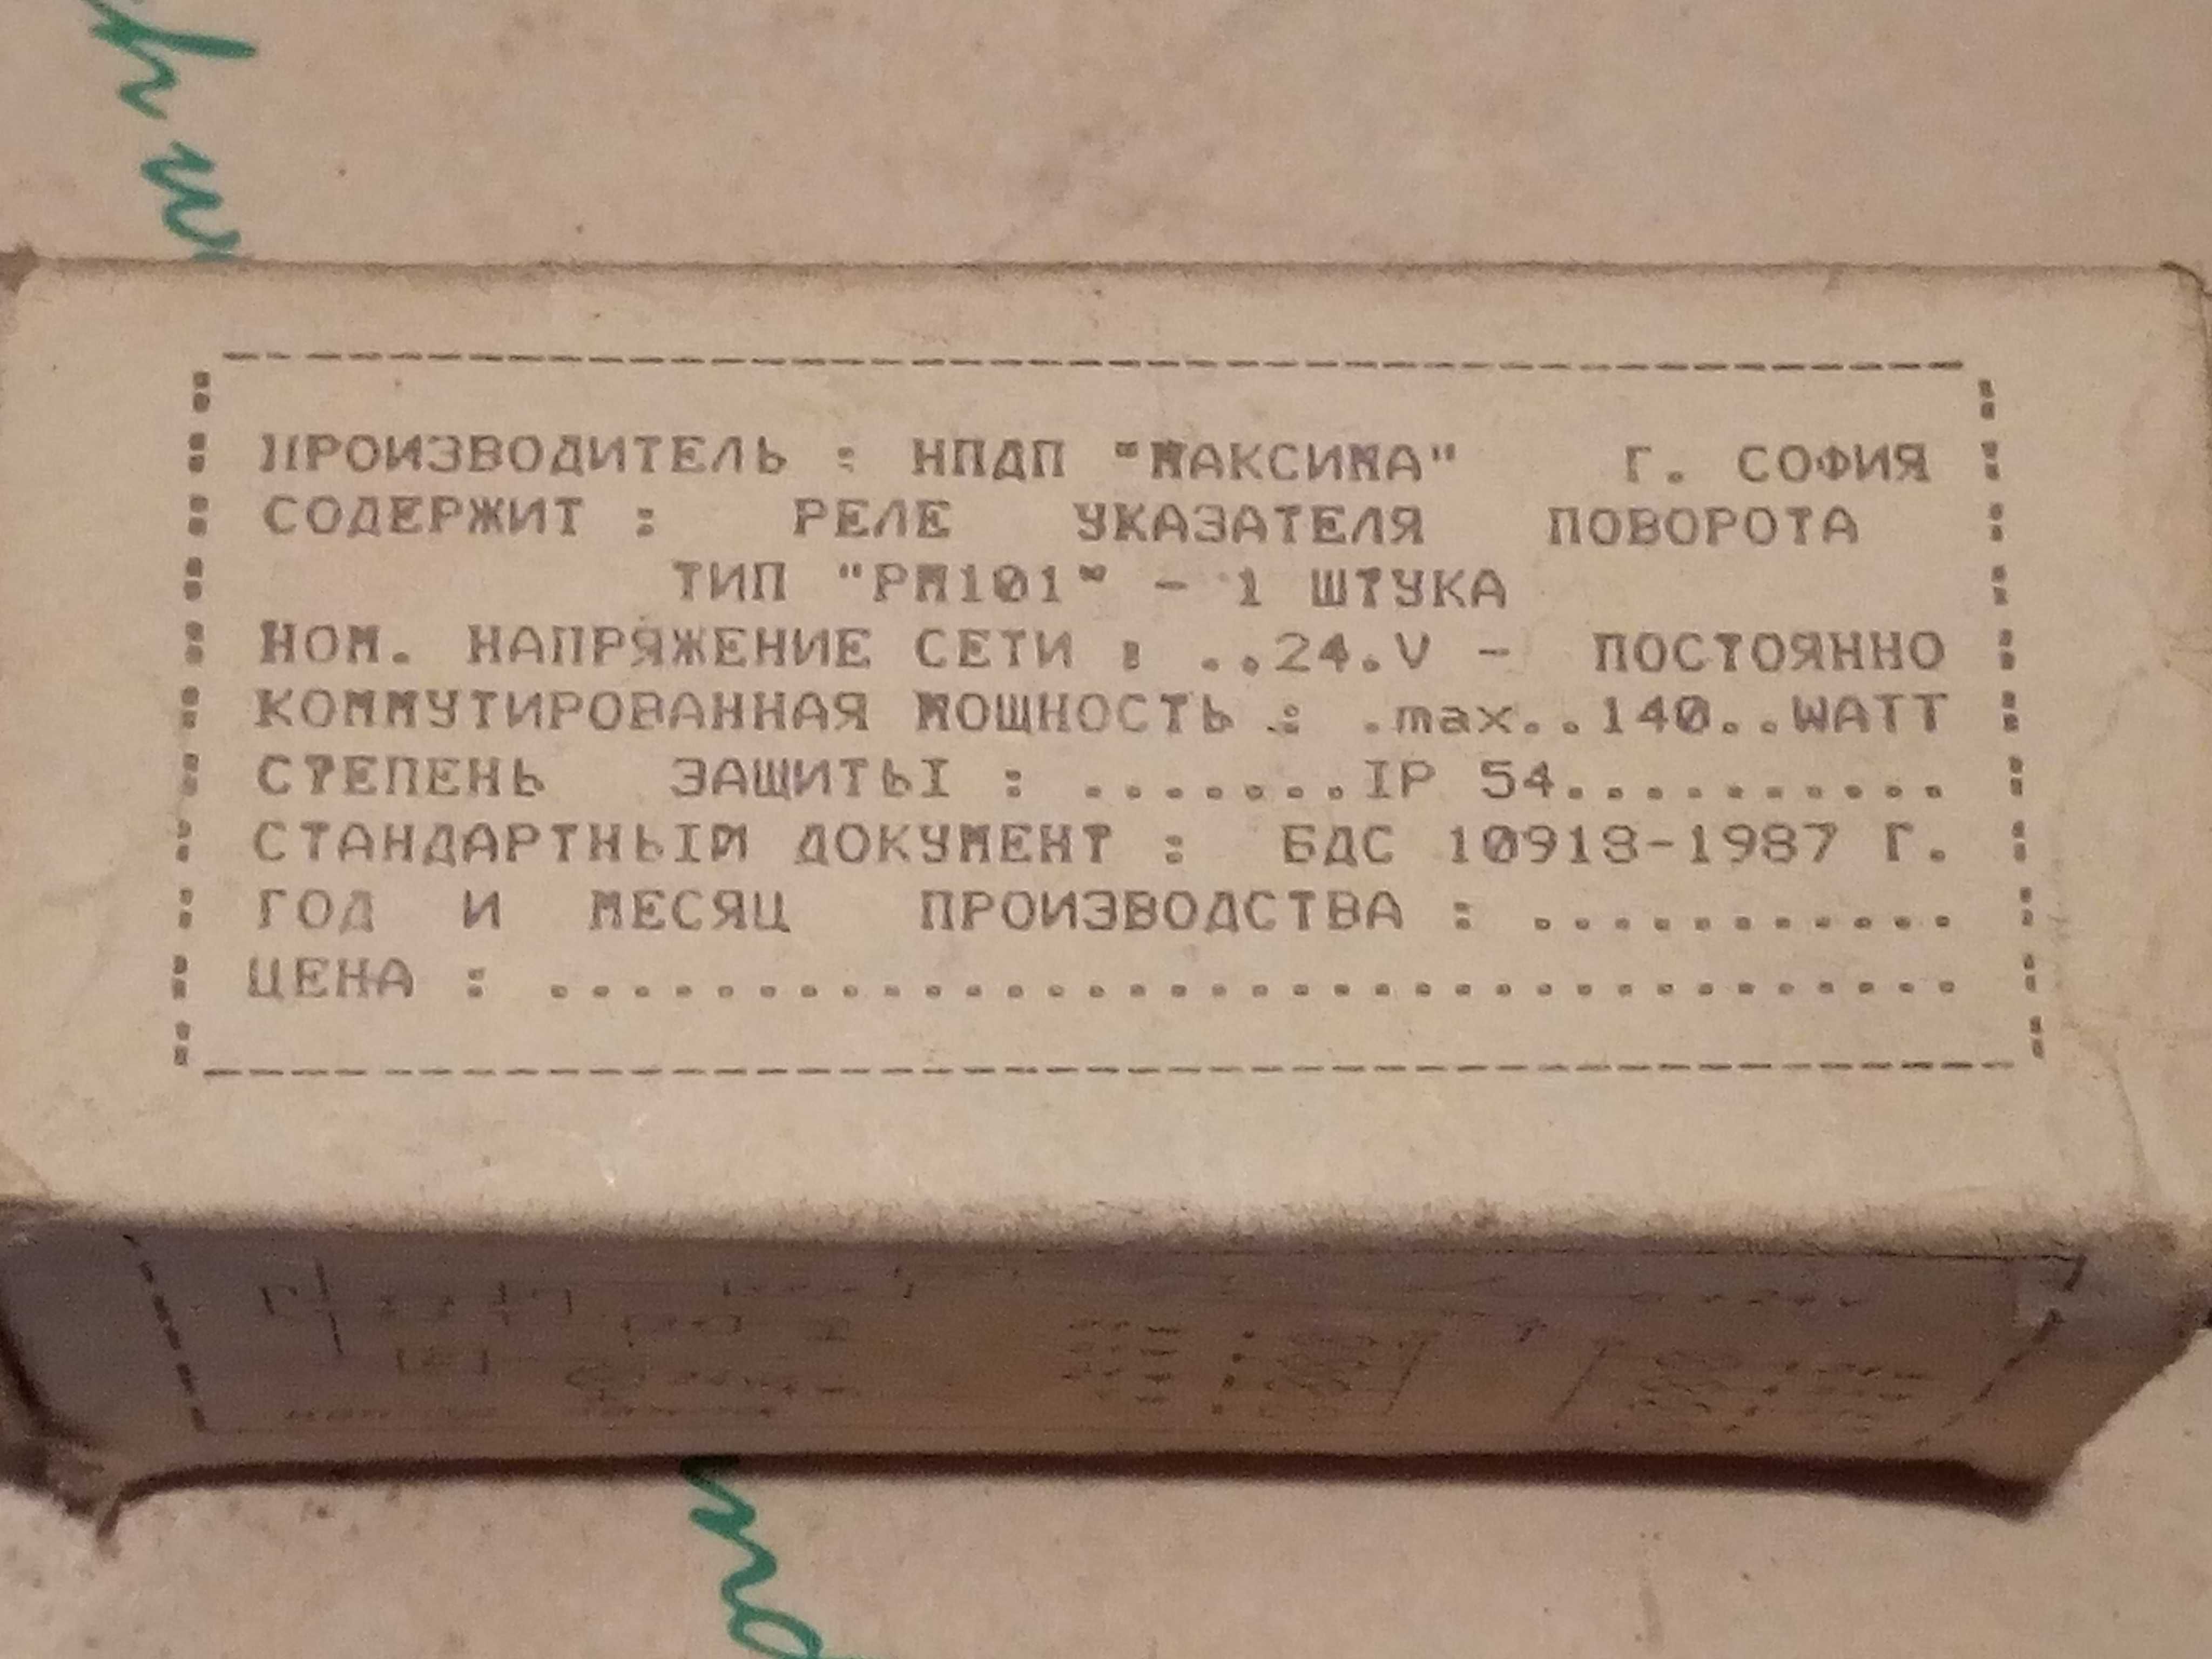 ПРОИЗВОДИТЕЛЬ : НПДП "МАКСИМА" Г. СОФИЯ
СОДЕРЖИТ : РЕЛЕ УКАЗАТЕЛЯ ПОВОРОТА
ТИП "РМ101" - 1 ШТУКА
НОМ. НАПРЯЖЕНИЕ СЕТИ : ..24.V - ПОСТОЯННО
КОММУТИРОВАННАЯ МОЩНОСТЬ : .max..140..WATT
СТЕПЕНЬ ЗАЩИТЫ : .......IP 54..........
СТАНДАРТНЫЙ ДОКУМЕНТ : БДС 10918-1987 Г.
ГОД И МЕСЯЦ ПРОИЗВОДСТВА : ...........
ЦЕНА : ...................................